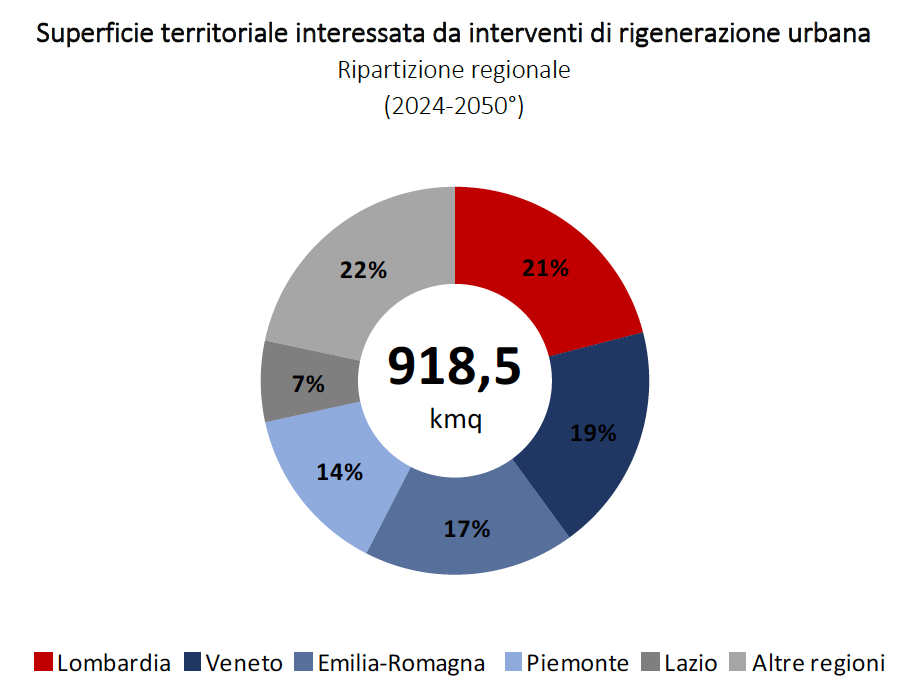 Superficie territoriale interessata da interventi di rigenerazione urbana
Ripartizione regionale
(2024-2050°)
22%
21%
918,5
kmq
7%
19%
14%
17%
Lombardia Veneto Emilia-Romagna Piemonte Lazio Altre regioni